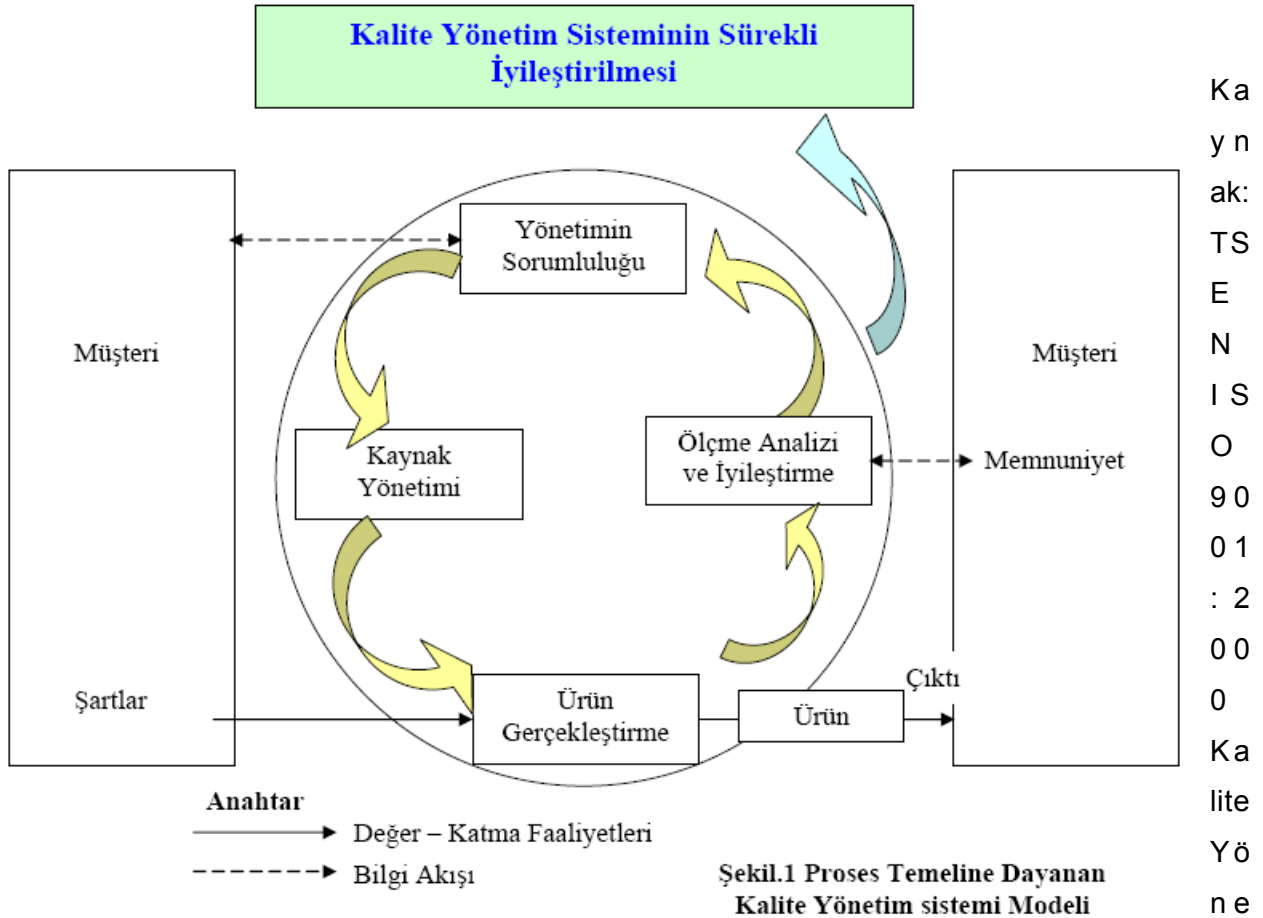 Kalite Yönetim Sisteminin Sürekli
İyileştirilmesi
Yönetimin
Sorumluluğu
Müşteri
Müşteri
Kaynak
Yönetimi
Ölçme Analizi
ve İyileştirme
Memnuniyet
Şartlar
Ürün
Gerçekleştirme
Ürün
Çıktı
Anahtar
Değer – Katma Faaliyetleri
Bilgi Akışı
Şekil.1 Proses Temeline Dayanan
Kalite Yönetim sistemi Modeli
Ka
y n
ak:
TS
E
N
I S
O
9 0
0 1
: 2
0 0
0
Ka
lite
Yö
n e